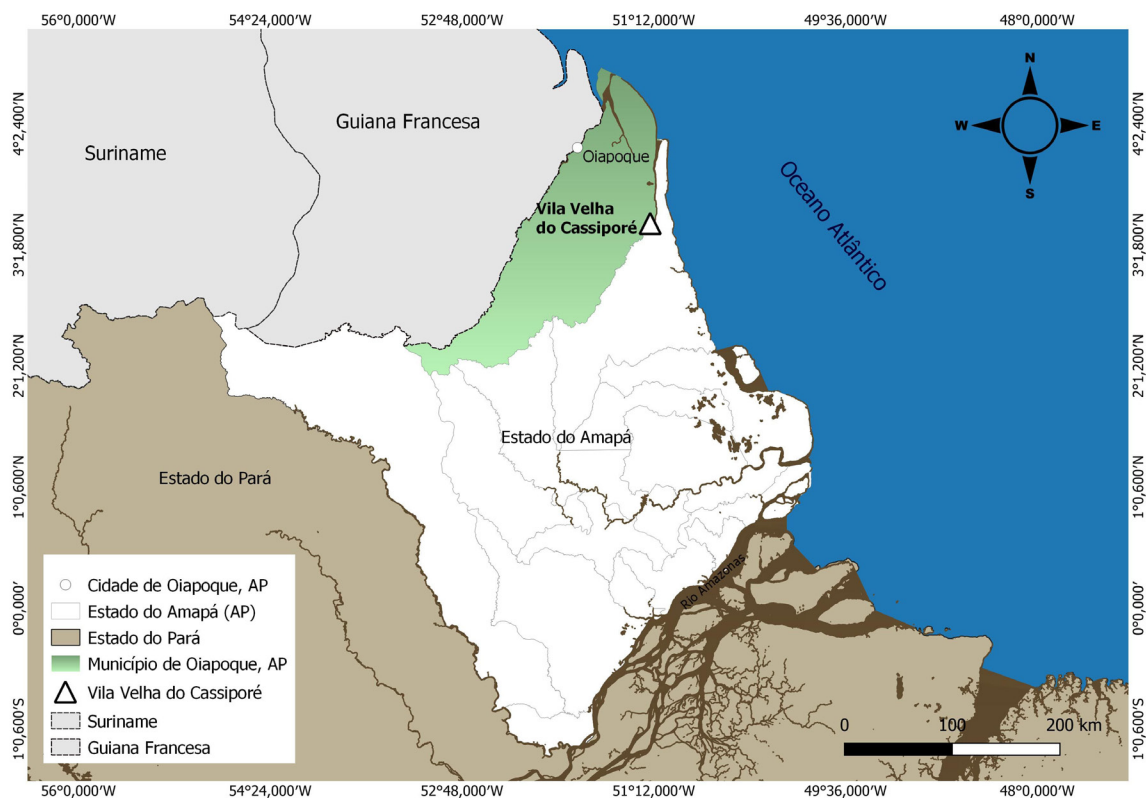 56°0,000'W 54°24,000'W 52°48,000'W 51°12,000'W 49°36,000'W 48°0,000'W
4°2,400'N
3°1,800'N
2°1,200'N
1°0,600'N
0°0,000'
1°0,600'S
4°2,400'N
3°1,800'N
2°1,200'N
1°0,600'N
0°0,000'
1°0,600'S
N
W E
S
Guiana Francesa
Suriname
Oiapoque
Vila Velha
do Cassiporé
Oceano Atlântico
Estado do Amapá
Estado do Pará
Rio Amazonas
Cidade de Oiapoque, AP
Estado do Amapá (AP)
Estado do Pará
Município de Oiapoque, AP
Vila Velha do Cassiporé
Suriname
Guiana Francesa
0 100 200 km
56°0,000'W 54°24,000'W 52°48,000'W 51°12,000'W 49°36,000'W 48°0,000'W